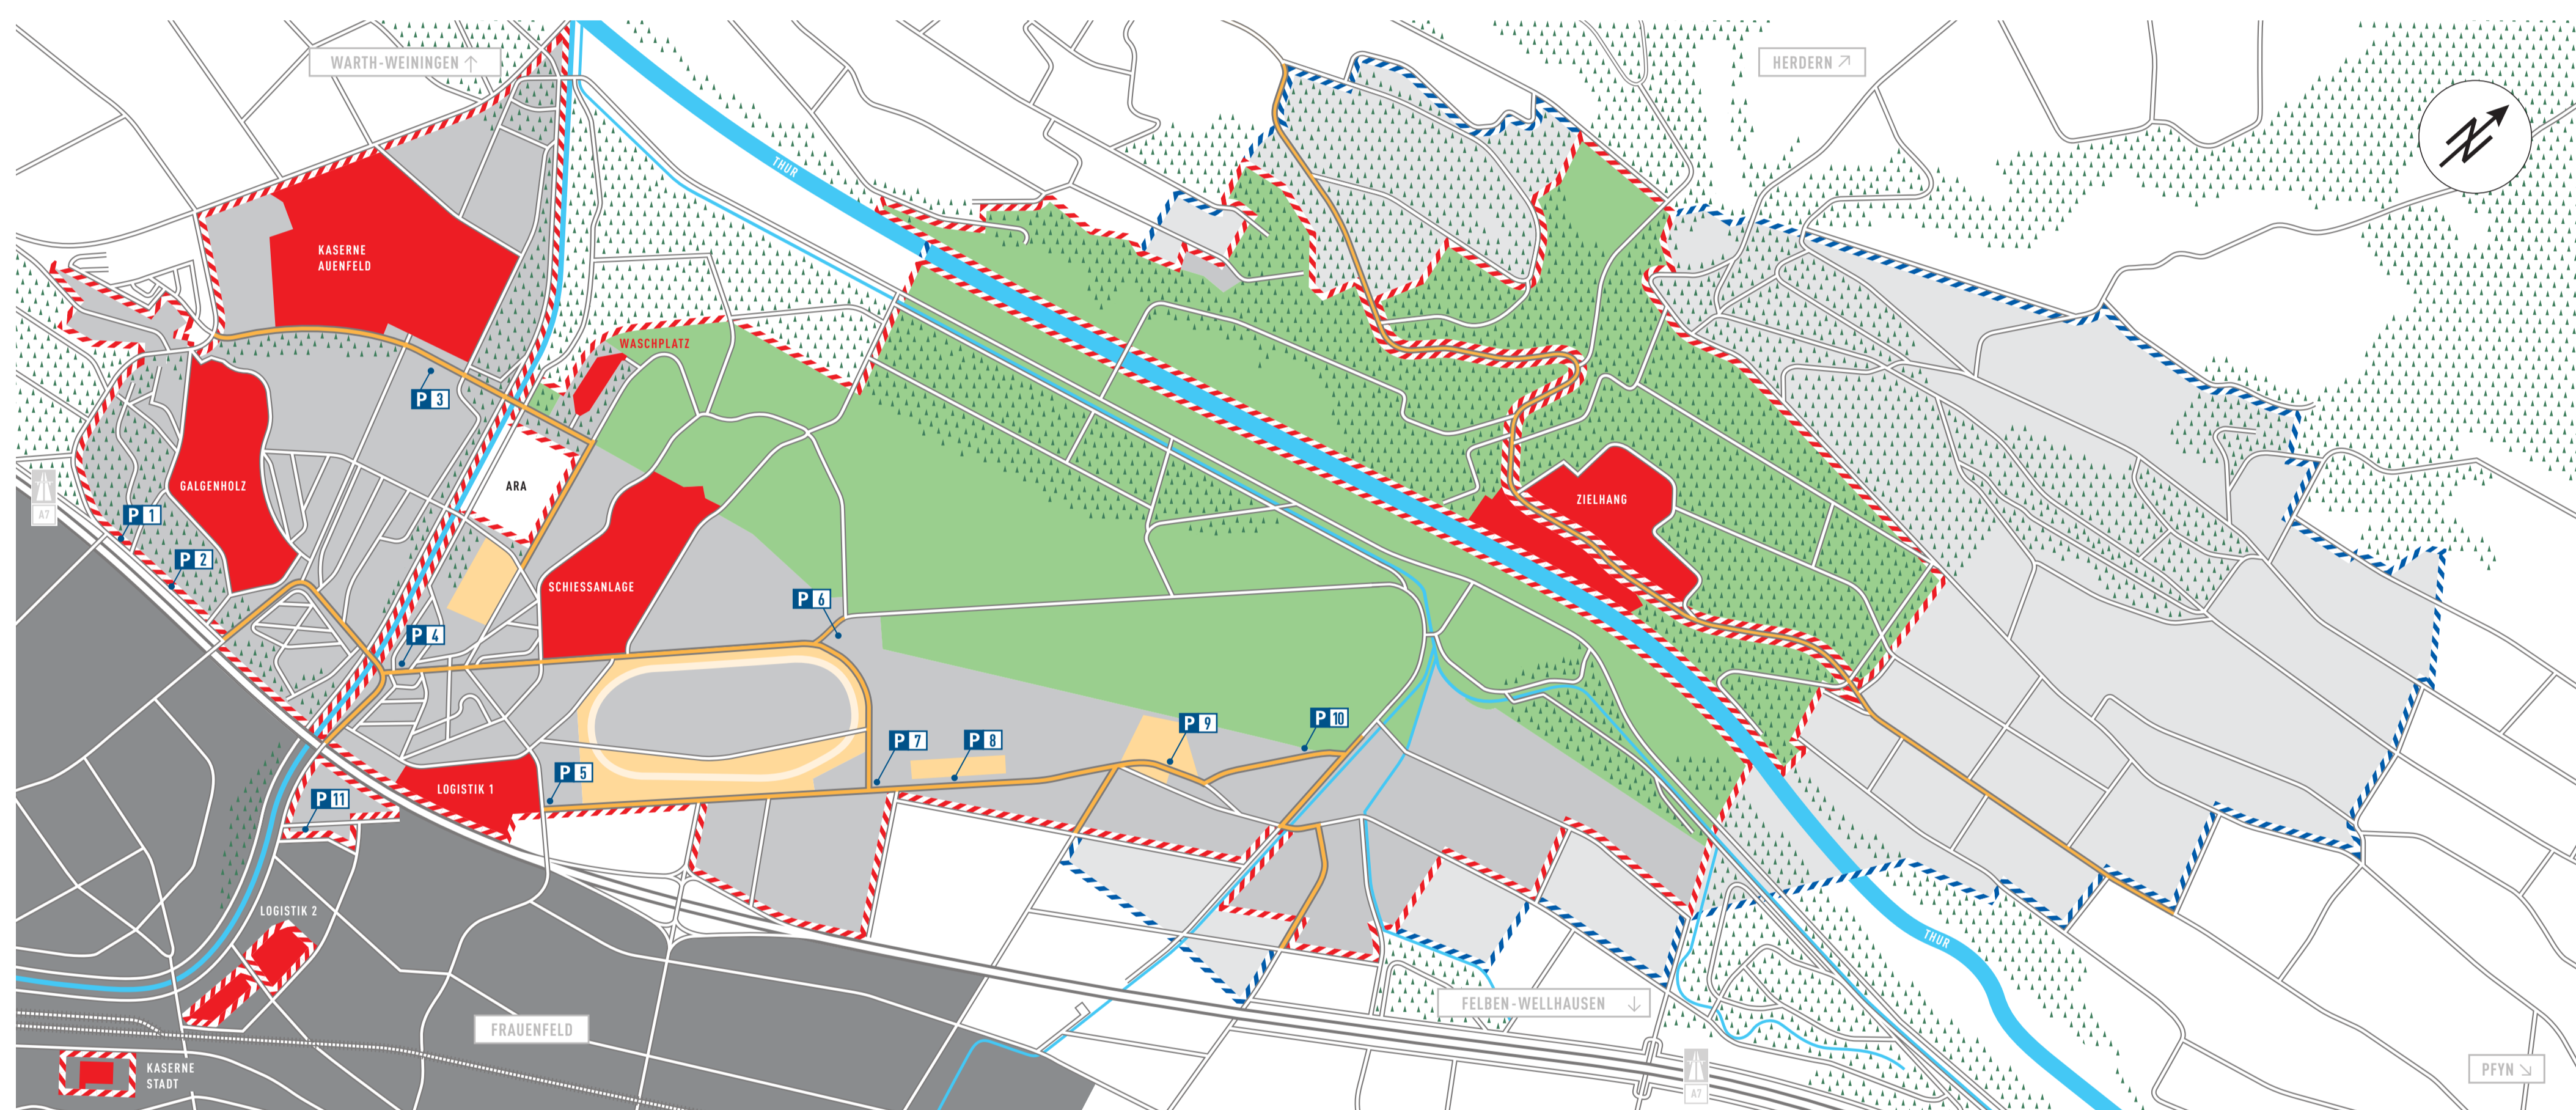 WARTH-WEININGEN ↑
HERDERN ↗
N
THUR
KASERNE
AUENFELD
WASCHPLATZ
P 3
GALGENHOLZ
ARA
ZIELHANG
A7
P 1
P 2
SCHIESSANLAGE
P 6
P 4
P 10
P 9
P 7
P 8
P 5
LOGISTIK 1
P 11
LOGISTIK 2
THUR
FELBEN-WELLHAUSEN ↓
FRAUENFELD
KASERNE
STADT
A7
PFYN ↘